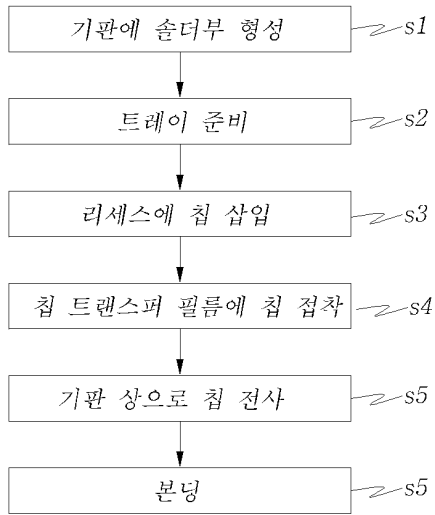 기판에 솔더부 형성 s1
트레이 준비 s2
리세스에 칩 삽입 s3
칩 트랜스퍼 필름에 칩 접착 s4
기판 상으로 칩 전사 s5
본딩 s5